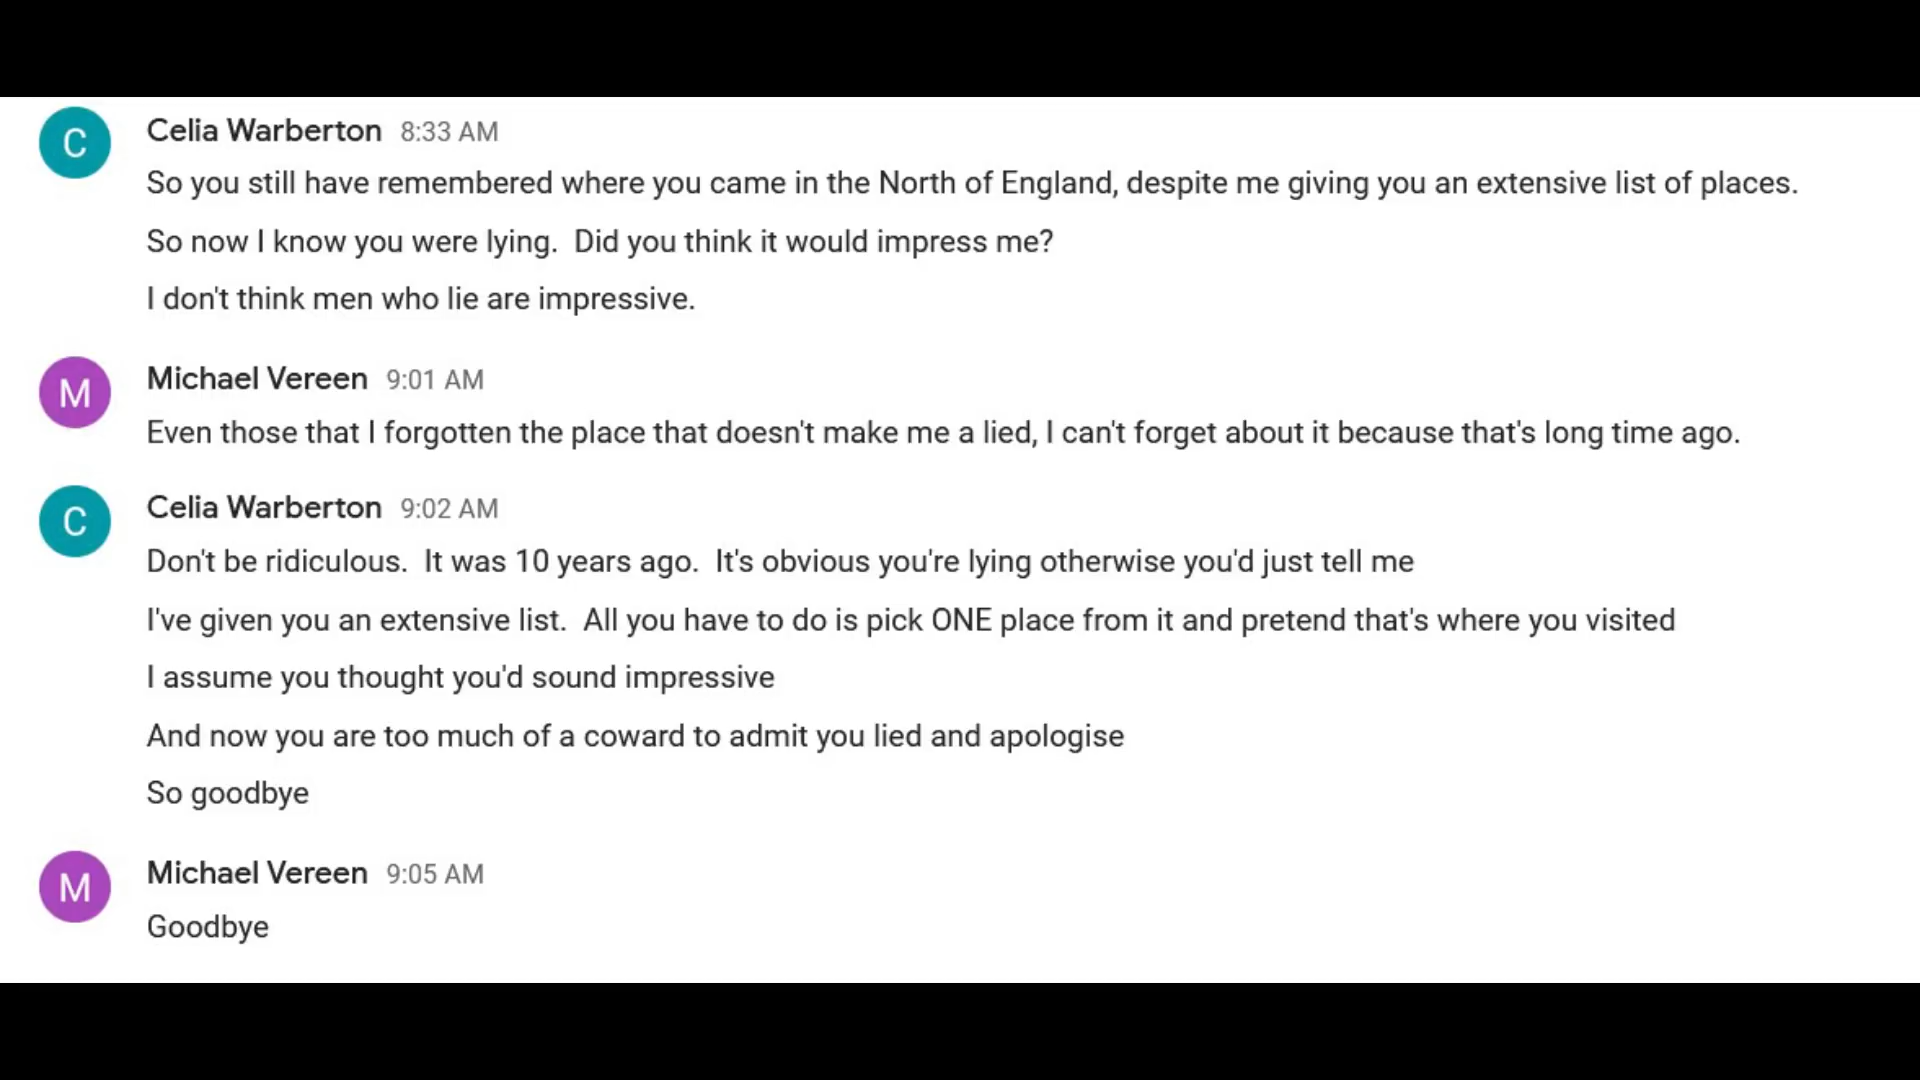 C
Celia Warberton 8:33 AM
So you still have remembered where you came in the North of England, despite me giving you an extensive list of places.
So now I know you were lying.  Did you think it would impress me?
I don't think men who lie are impressive.
M
Michael Vereen 9:01 AM
Even those that I forgotten the place that doesn't make me a lied, I can't forget about it because that's long time ago.
C
Celia Warberton 9:02 AM
Don't be ridiculous.  It was 10 years ago.  It's obvious you're lying otherwise you'd just tell me
I've given you an extensive list.  All you have to do is pick ONE place from it and pretend that's where you visited
I assume you thought you'd sound impressive
And now you are too much of a coward to admit you lied and apologise
So goodbye
M
Michael Vereen 9:05 AM
Goodbye